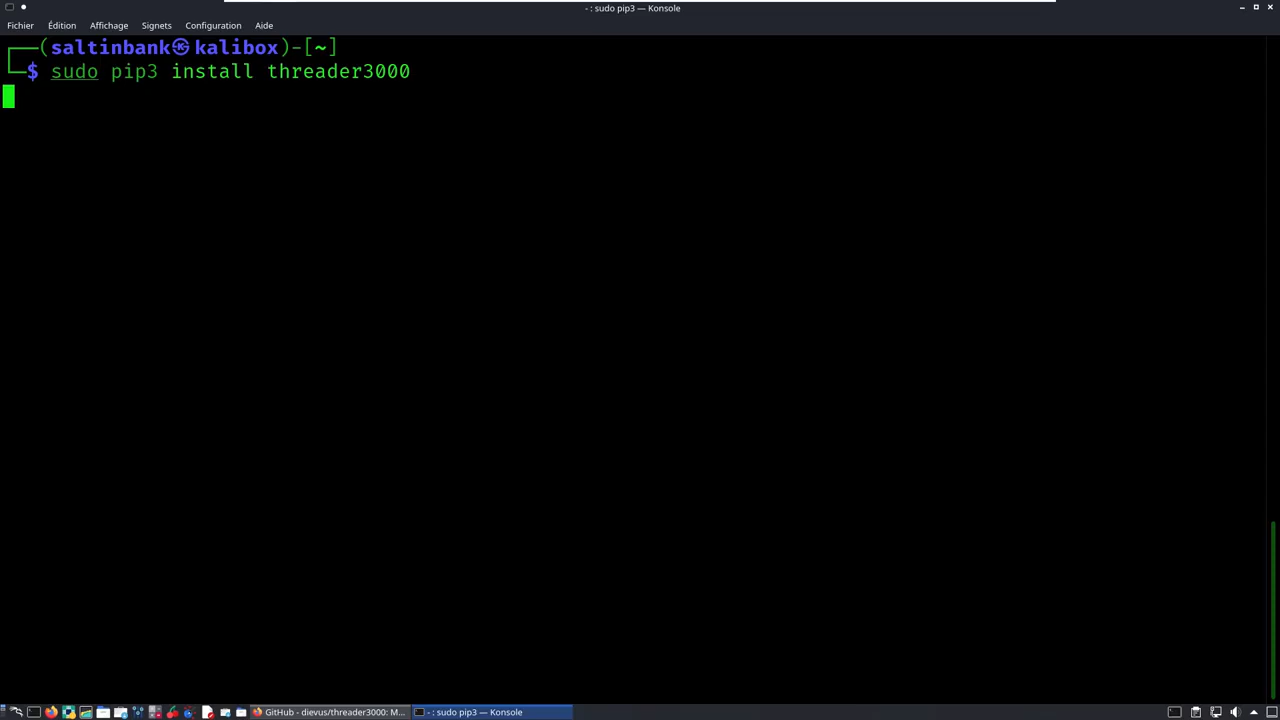 - : sudo pip3 — Konsole
Fichier Édition Affichage Signets Configuration Aide
┌──(saltinbank㉿kalibox)-[~]
└─$ sudo pip3 install threader3000
GitHub - dievus/threader3000: M... - : sudo pip3 — Konsole